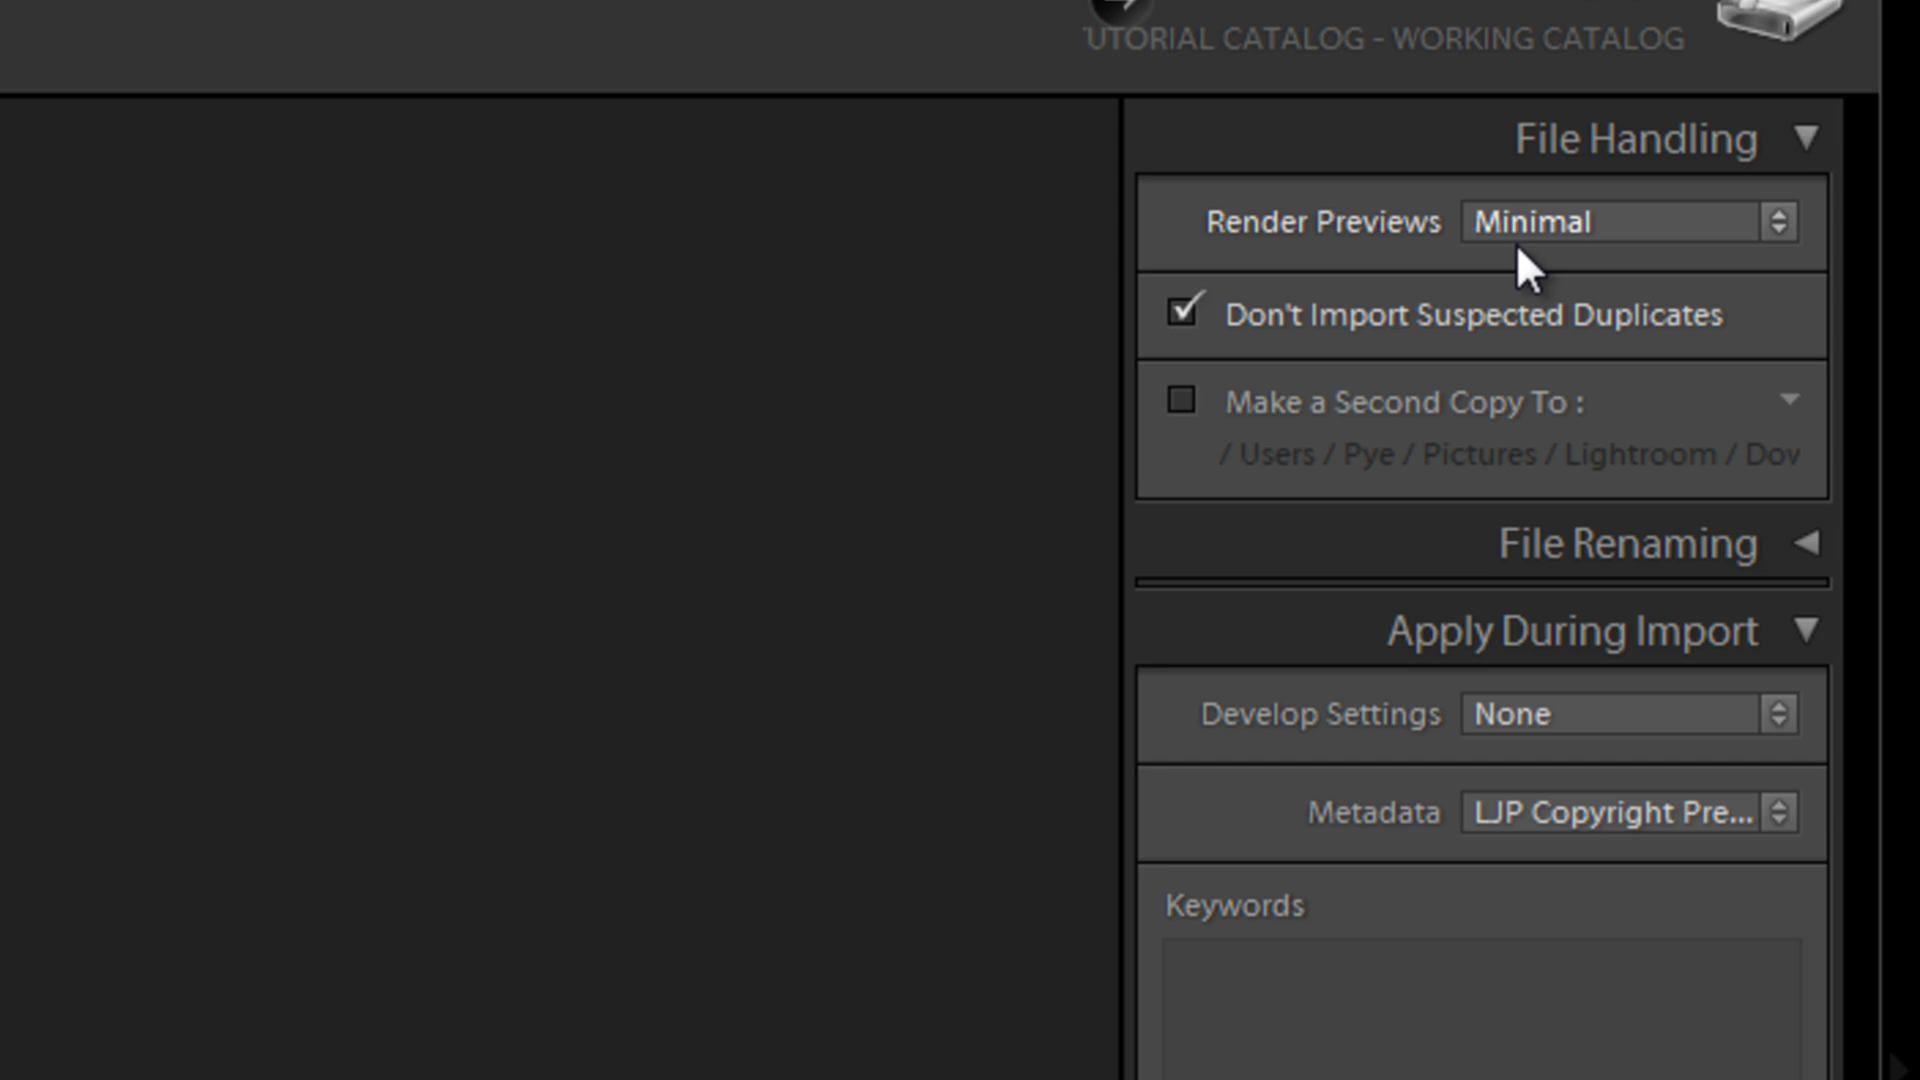 UTORIAL CATALOG - WORKING CATALOG
File Handling
Render Previews Minimal
Don't Import Suspected Duplicates
Make a Second Copy To :
/ Users / Pye / Pictures / Lightroom / Dov
File Renaming
Apply During Import
Develop Settings None
Metadata LJP Copyright Pre...
Keywords